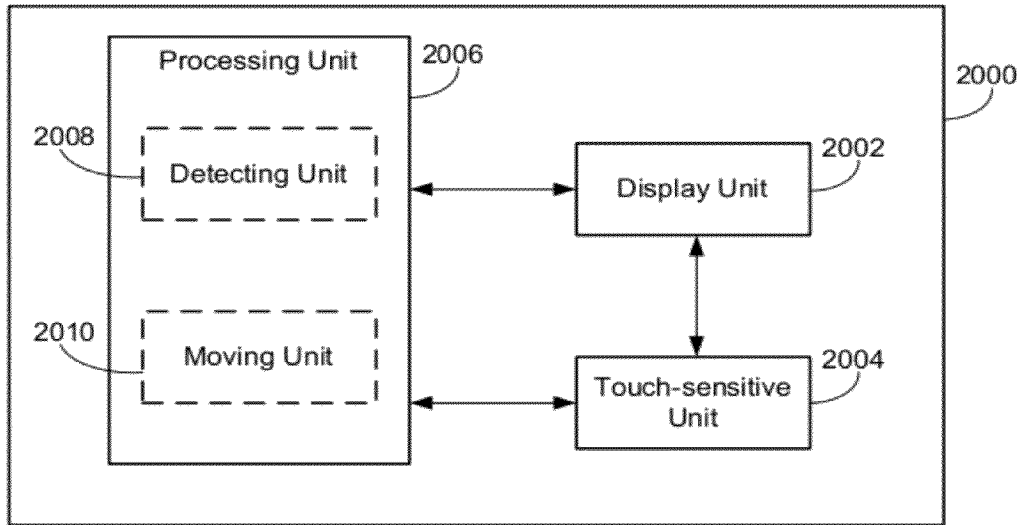 Processing Unit
2006
2000
2008
Detecting Unit
2002
Display Unit
2010
Moving Unit
2004
Touch-sensitive
Unit